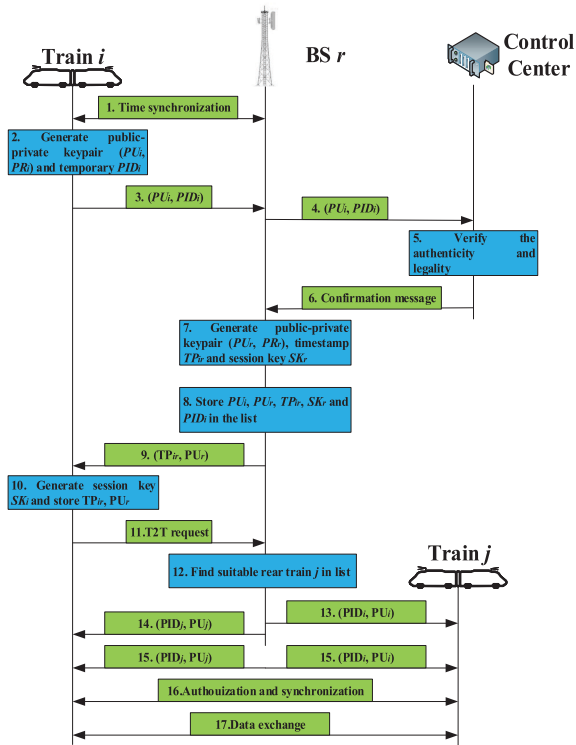 Train i
BS r
Control
Center
1. Time synchronization
2. Generate public-
private keypair (PUi,
PRi) and temporary PIDi
3. (PUi, PIDi)
4. (PUi, PIDi)
5. Verify the
authenticity and
legality
6. Confirmation message
7. Generate public-private
keypair (PUr, PRr), timestamp
TPir and session key SKr
8. Store PUi, PUr, TPir, SKr and
PIDi in the list
9. (TPir, PUr)
10. Generate session key
SKi and store TPir, PUr
11.T2T request
Train j
12. Find suitable rear train j in list
13. (PIDi, PUi)
14. (PIDj, PUj)
15. (PIDj, PUj)
15. (PIDi, PUi)
16.Authouization and synchronization
17.Data exchange